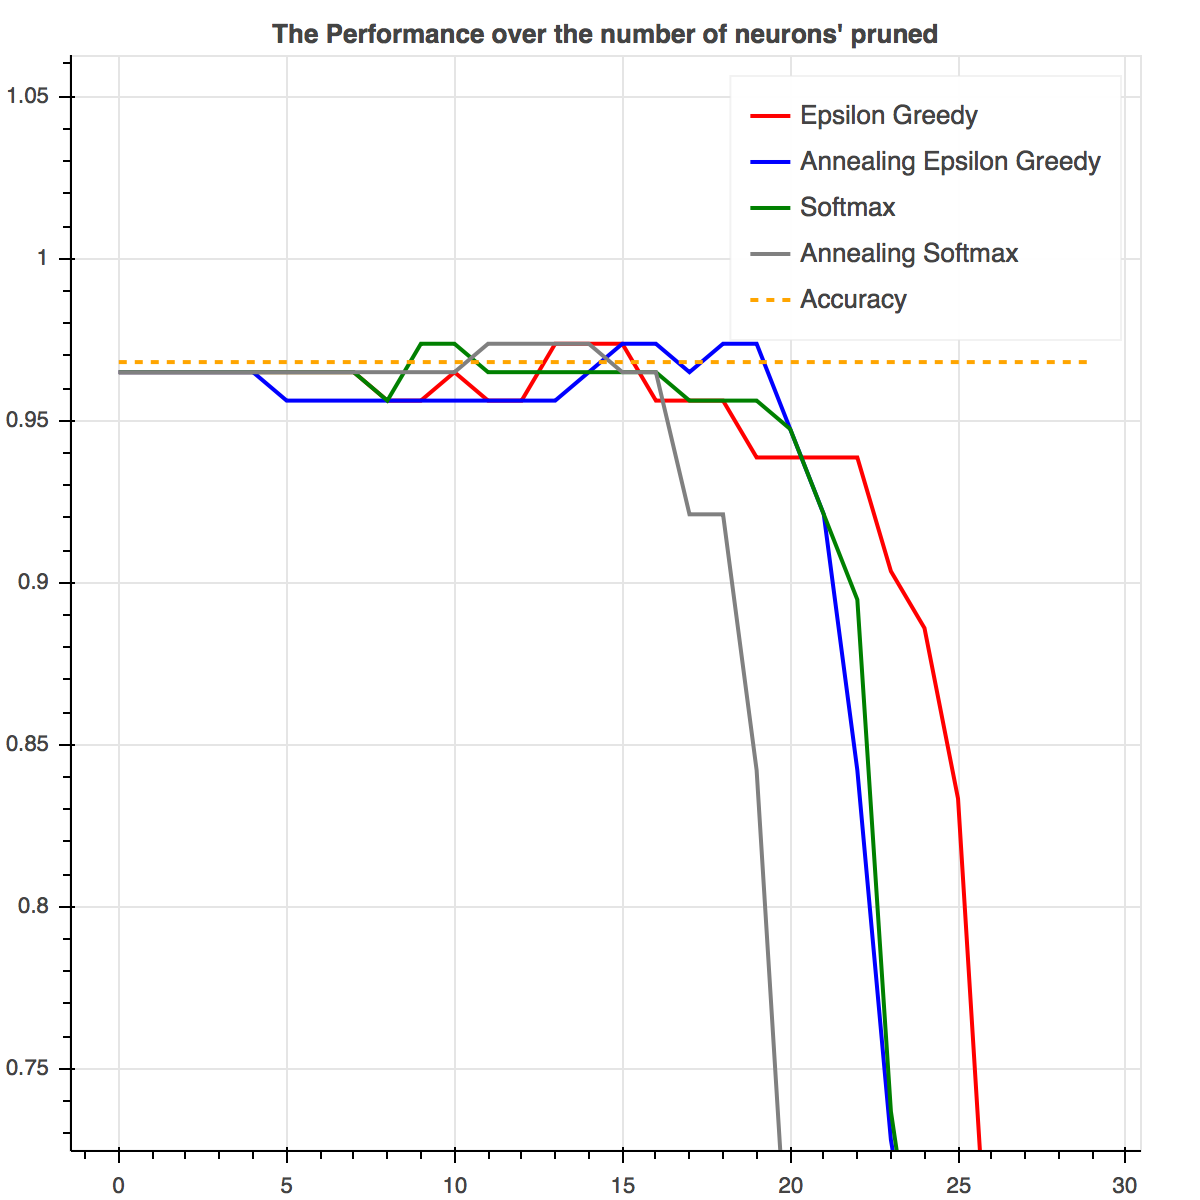 The Performance over the number of neurons' pruned
Epsilon Greedy
Annealing Epsilon Greedy
Softmax
Annealing Softmax
Accuracy
1.05
1
0.95
0.9
0.85
0.8
0.75
0 5 10 15 20 25 30